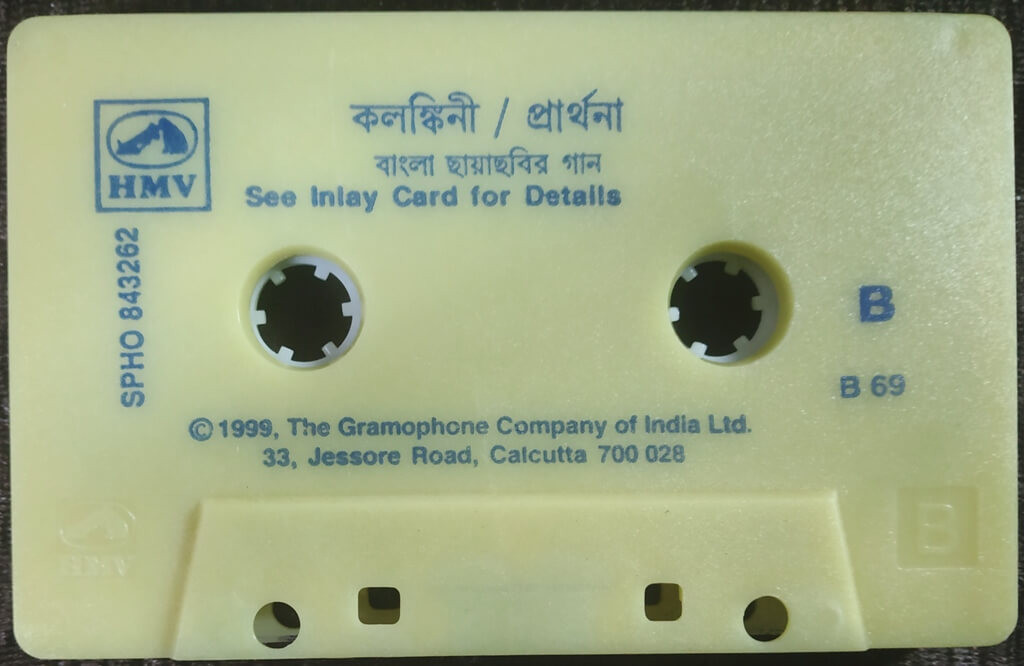 কলঙ্কিনী / প্রার্থনা
বাংলা ছায়াছবির গান
See Inlay Card for Details
HMV
SPHO 843262
B
B 69
©1999, The Gramophone Company of India Ltd.
33, Jessore Road, Calcutta 700 028
B